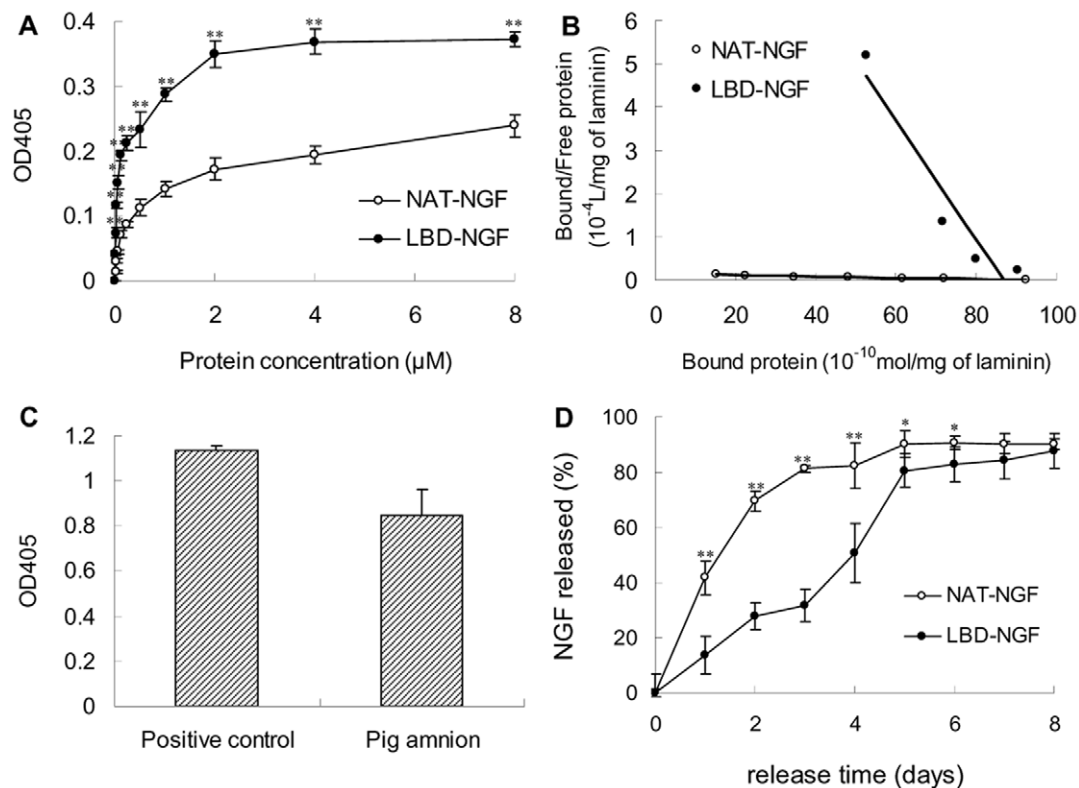 A
0.4
0.3
0.2
0.1
0
OD405
** ** ** ** ** ** ** ** ** **
NAT-NGF
LBD-NGF
0 2 4 6 8
Protein concentration (µM)
B
6
5
4
3
2
1
0
Bound/Free protein
(10⁻⁴L/mg of laminin)
NAT-NGF
LBD-NGF
0 20 40 60 80 100
Bound protein (10⁻¹⁰mol/mg of laminin)
C
1.2
1
0.8
0.6
0.4
0.2
0
OD405
Positive control Pig amnion
D
100
80
60
40
20
0
NGF released (%)
** ** ** ** * *
NAT-NGF
LBD-NGF
0 2 4 6 8
release time (days)